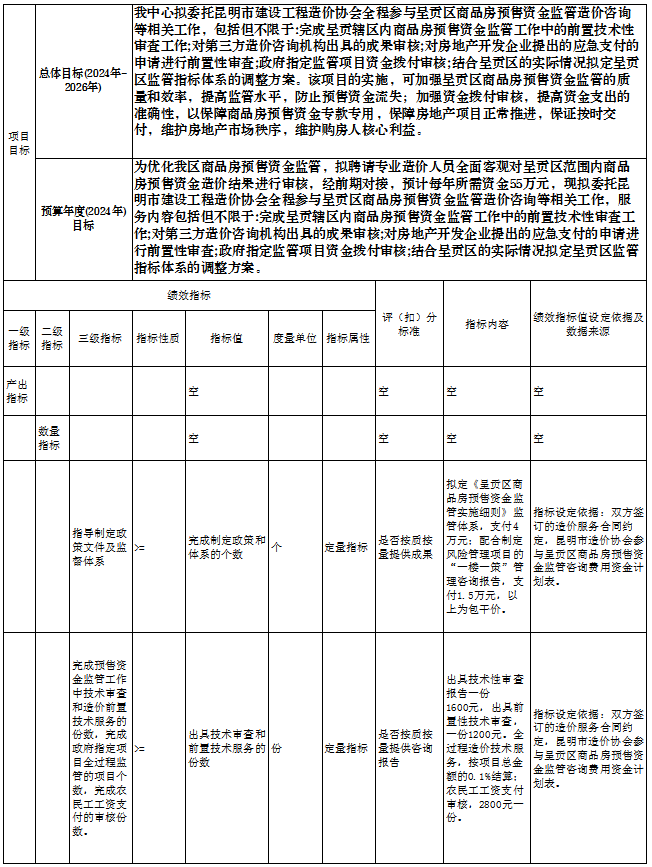 项目
目标
总体目标(2024年-
2026年)
我中心拟委托昆明市建设工程造价协会全程参与呈贡区商品房预售资金监管造价咨询
等相关工作，包括但不限于:完成呈贡辖区内商品房预售资金监管工作中的前置技术性
审查工作;对第三方造价咨询机构出具的成果审核;对房地产开发企业提出的应急支付的
申请进行前置性审查;政府指定监管项目资金拨付审核;结合呈贡区的实际情况拟定呈贡
区监管指标体系的调整方案。该项目的实施，可加强呈贡区商品房预售资金监管的质
量和效率，提高监管水平，防止预售资金流失；加强资金拨付审核，提高资金支出的
准确性，以保障商品房预售资金专款专用，保障房地产项目正常推进，保证按时交
付，维护房地产市场秩序，维护购房人核心利益。
预算年度(2024年)
目标
为优化我区商品房预售资金监管，拟聘请专业造价人员全面客观对呈贡区范围内商品
房预售资金造价结果进行审核，经前期对接，预计每年所需资金55万元，现拟委托昆
明市建设工程造价协会全程参与呈贡区商品房预售资金监管造价咨询等相关工作，服
务内容包括但不限于:完成呈贡辖区内商品房预售资金监管工作中的前置技术性审查工
作;对第三方造价咨询机构出具的成果审核;对房地产开发企业提出的应急支付的申请进
行前置性审查;政府指定监管项目资金拨付审核;结合呈贡区的实际情况拟定呈贡区监管
指标体系的调整方案。
绩效指标
评（扣）分
标准
指标内容
绩效指标值设定依据及
数据来源
一级
指标
二级
指标
三级指标
指标性质
指标值
度量单位
指标属性
产出
指标
空
空
空
空
数量
指标
空
空
空
空
指导制定政
策文件及监
督体系
>=
完成制定政策和
体系的个数
个
定量指标
是否按质按
量提供成果
拟定《呈贡区商
品房预售资金监
管实施细则》监
管体系，支付4
万元；配合制定
风险管理项目的
“一楼一策”管
理咨询报告，支
付1.5万元，以
上为包干价。
指标设定依据：双方签
订的造价服务合同约
定，昆明市造价协会参
与呈贡区商品房预售资
金监管咨询费用资金计
划表。
完成预售资
金监管工作
中技术审查
和造价前置
技术服务的
份数，完成
政府指定项
目全过程监
管的项目个
数，完成农
民工工资支
付的审核份
数。
>=
出具技术审查和
前置技术服务的
份数
份
定量指标
是否按质按
量提供咨询
报告
出具技术性审查
报告一份
1600元，出具前
置性技术审查，
一份1200元。全
过程造价技术服
务，按项目总金
额的0.1%结算；
农民工工资支付
审核，2800元一
份。
指标设定依据：双方签
订的造价服务合同约
定，昆明市造价协会参
与呈贡区商品房预售资
金监管咨询费用资金计
划表。